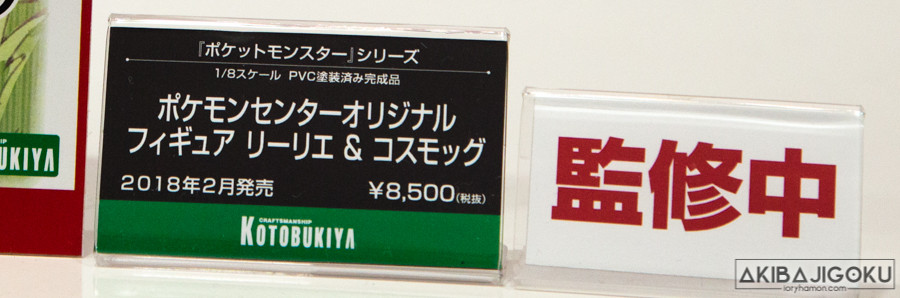 『ポケットモンスター』シリーズ
1/8スケール PVC塗装済み完成品
ポケモンセンターオリジナル
フィギュア リーリエ & コスモッグ
2018年2月発売 ¥8,500(税抜)
CRAFTSMANSHIP
KOTOBUKIYA
監修中
UKIYA
AKIBAJIGOKU
ioryhamon.com